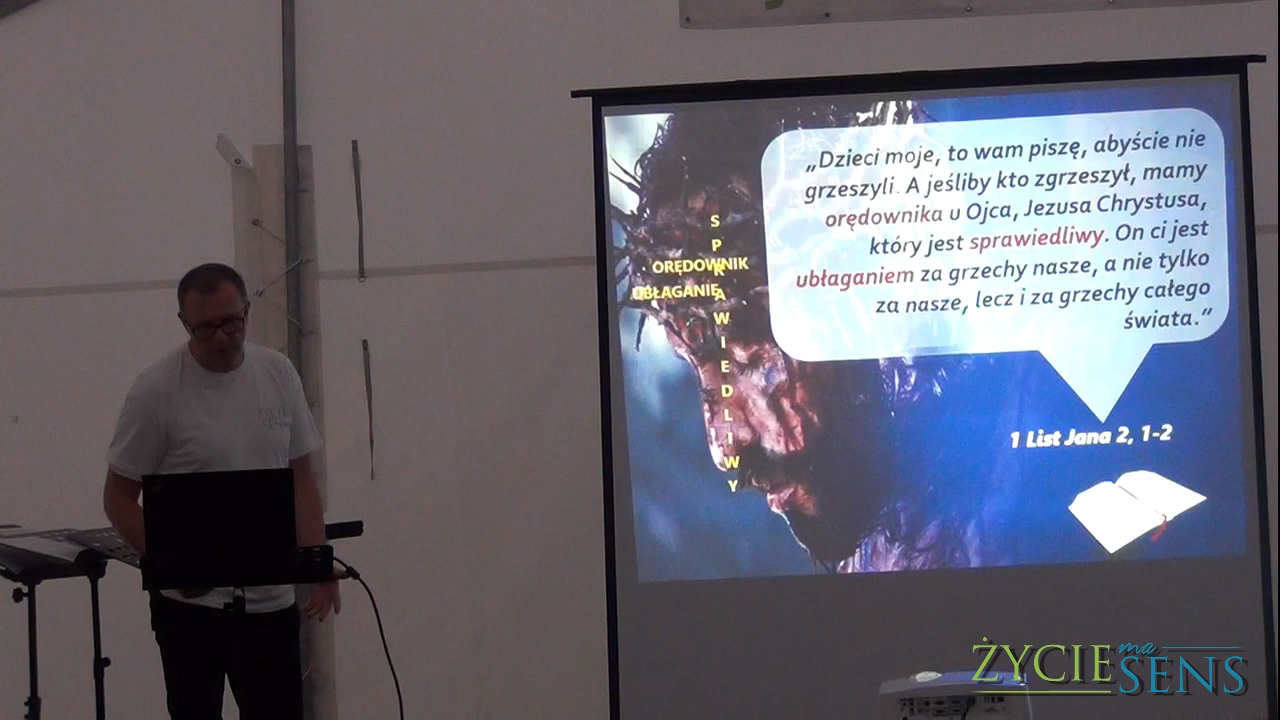 „Dzieci moje, to wam piszę, abyście nie
grzeszyli. A jeśliby kto zgrzeszył, mamy
orędownika u Ojca, Jezusa Chrystusa,
który jest sprawiedliwy. On ci jest
ubłaganiem za grzechy nasze, a nie tylko
za nasze, lecz i za grzechy całego
świata.”
SPRAWIEDLIWY
ORĘDOWNIK
UBŁAGANIE
1 List Jana 2, 1-2
ŻYCIE ma
SENS